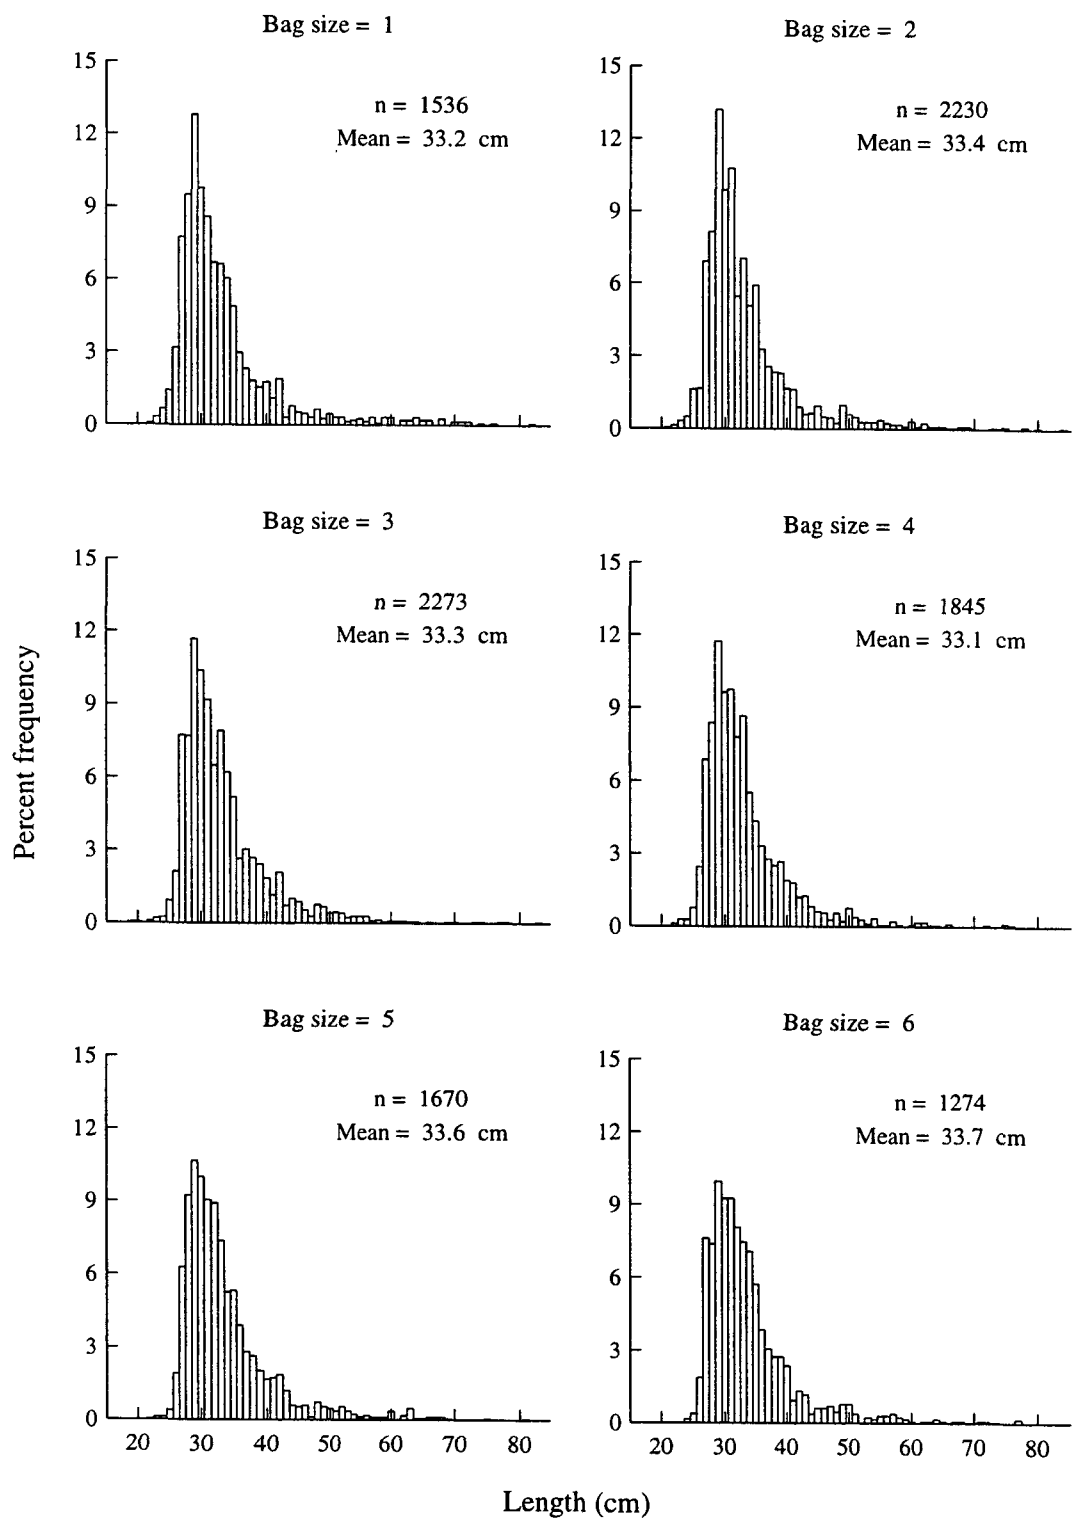 Bag size = 1
Bag size = 2
15
12
9
6
3
0
n = 1536
Mean = 33.2 cm
15
12
9
6
3
0
n = 2230
Mean = 33.4 cm
Bag size = 3
Bag size = 4
15
12
9
6
3
0
n = 2273
Mean = 33.3 cm
15
12
9
6
3
0
n = 1845
Mean = 33.1 cm
Percent frequency
Bag size = 5
Bag size = 6
15
12
9
6
3
0
n = 1670
Mean = 33.6 cm
20 30 40 50 60 70 80
15
12
9
6
3
0
n = 1274
Mean = 33.7 cm
20 30 40 50 60 70 80
Length (cm)